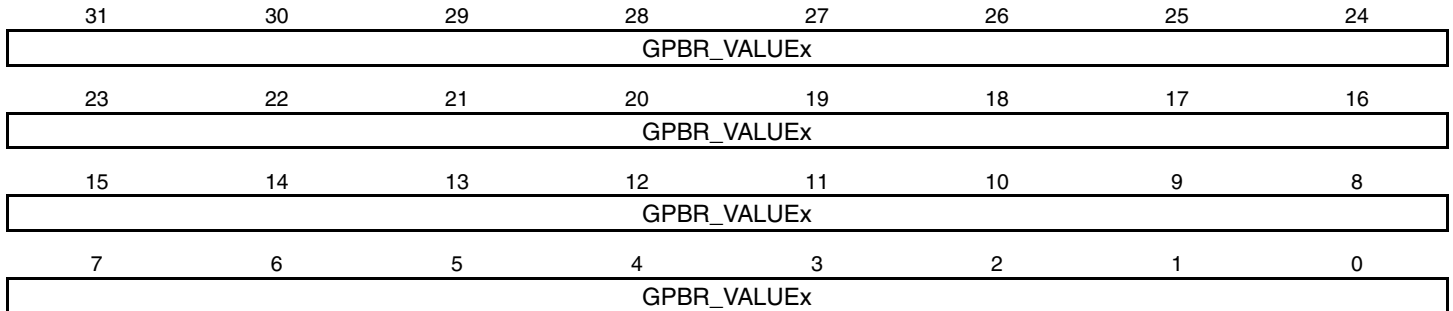 31 30 29 28 27 26 25 24
GPBR_VALUEx
23 22 21 20 19 18 17 16
GPBR_VALUEx
15 14 13 12 11 10 9 8
GPBR_VALUEx
7 6 5 4 3 2 1 0
GPBR_VALUEx